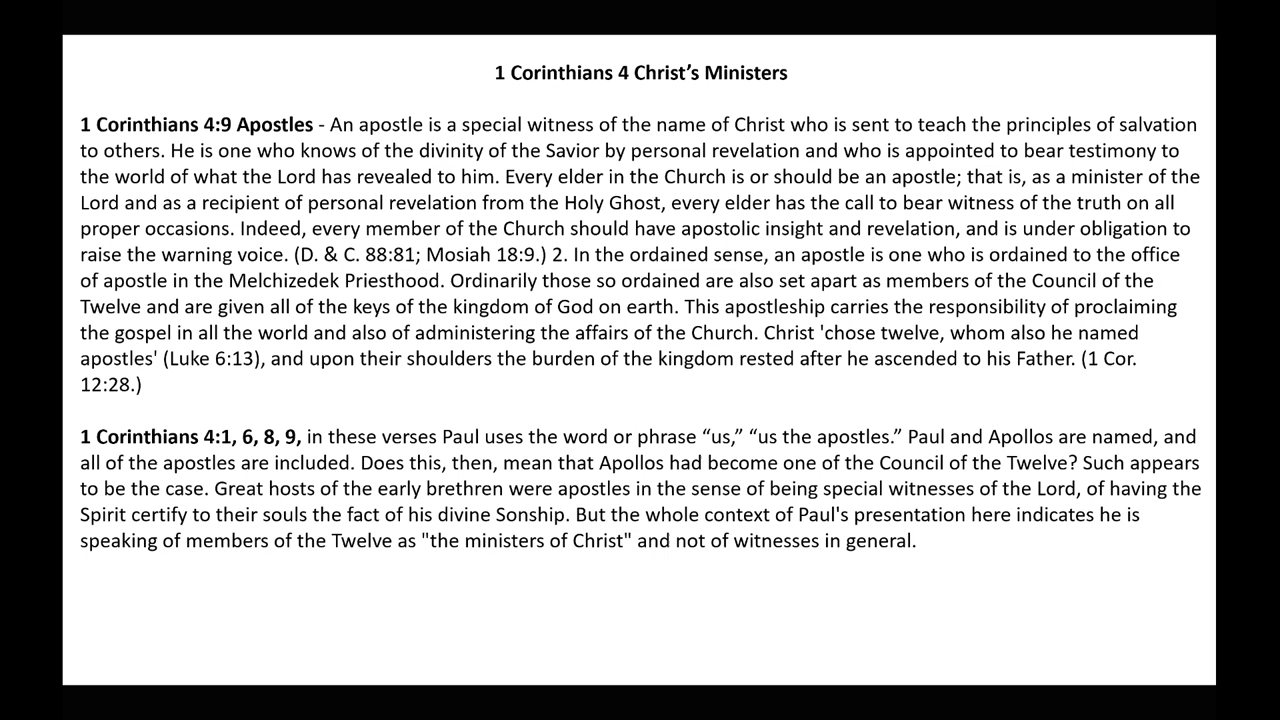 1 Corinthians 4 Christ’s Ministers
1 Corinthians 4:9 Apostles - An apostle is a special witness of the name of Christ who is sent to teach the principles of salvation
to others. He is one who knows of the divinity of the Savior by personal revelation and who is appointed to bear testimony to
the world of what the Lord has revealed to him. Every elder in the Church is or should be an apostle; that is, as a minister of the
Lord and as a recipient of personal revelation from the Holy Ghost, every elder has the call to bear witness of the truth on all
proper occasions. Indeed, every member of the Church should have apostolic insight and revelation, and is under obligation to
raise the warning voice. (D. & C. 88:81; Mosiah 18:9.) 2. In the ordained sense, an apostle is one who is ordained to the office
of apostle in the Melchizedek Priesthood. Ordinarily those so ordained are also set apart as members of the Council of the
Twelve and are given all of the keys of the kingdom of God on earth. This apostleship carries the responsibility of proclaiming
the gospel in all the world and also of administering the affairs of the Church. Christ 'chose twelve, whom also he named
apostles' (Luke 6:13), and upon their shoulders the burden of the kingdom rested after he ascended to his Father. (1 Cor.
12:28.)
1 Corinthians 4:1, 6, 8, 9, in these verses Paul uses the word or phrase “us,” “us the apostles.” Paul and Apollos are named, and
all of the apostles are included. Does this, then, mean that Apollos had become one of the Council of the Twelve? Such appears
to be the case. Great hosts of the early brethren were apostles in the sense of being special witnesses of the Lord, of having the
Spirit certify to their souls the fact of his divine Sonship. But the whole context of Paul's presentation here indicates he is
speaking of members of the Twelve as "the ministers of Christ" and not of witnesses in general.